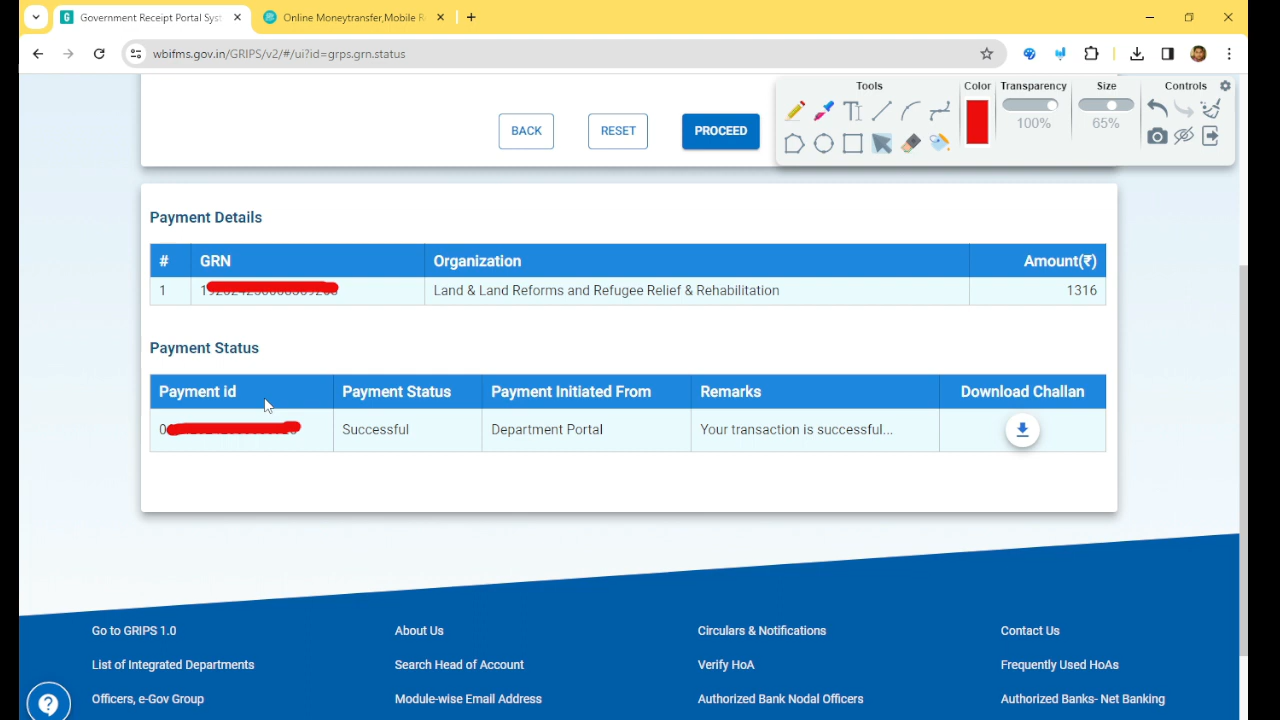 Government Receipt Portal Syst
Online Moneytransfer,Mobile R
wbifms.gov.in/GRIPS/v2/#/ui?id=grps.grn.status
Tools
Color
Transparency
Size
Controls
100%
65%
BACK
RESET
PROCEED
Payment Details
# GRN Organization Amount(₹)
1 Land & Land Reforms and Refugee Relief & Rehabilitation 1316
Payment Status
Payment id Payment Status Payment Initiated From Remarks Download Challan
Successful Department Portal Your transaction is successful...
Go to GRIPS 1.0 About Us Circulars & Notifications Contact Us
List of Integrated Departments Search Head of Account Verify HoA Frequently Used HoAs
Officers, e-Gov Group Module-wise Email Address Authorized Bank Nodal Officers Authorized Banks- Net Banking